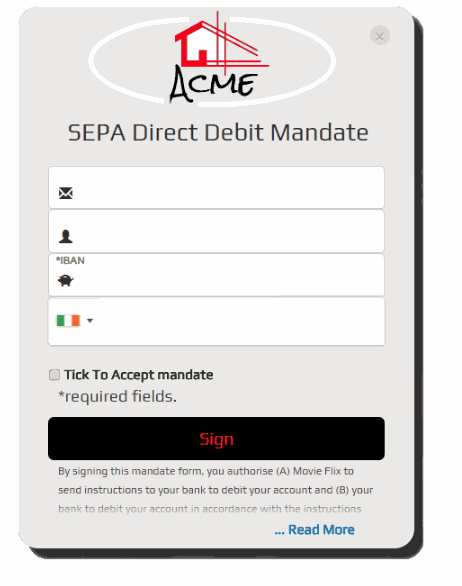 ACME
SEPA Direct Debit Mandate
*IBAN
Tick To Accept mandate
*required fields.
Sign
By signing this mandate form, you authorise (A) Movie Flix to
send instructions to your bank to debit your account and (B) your
bank to debit your account in accordance with the instructions
... Read More